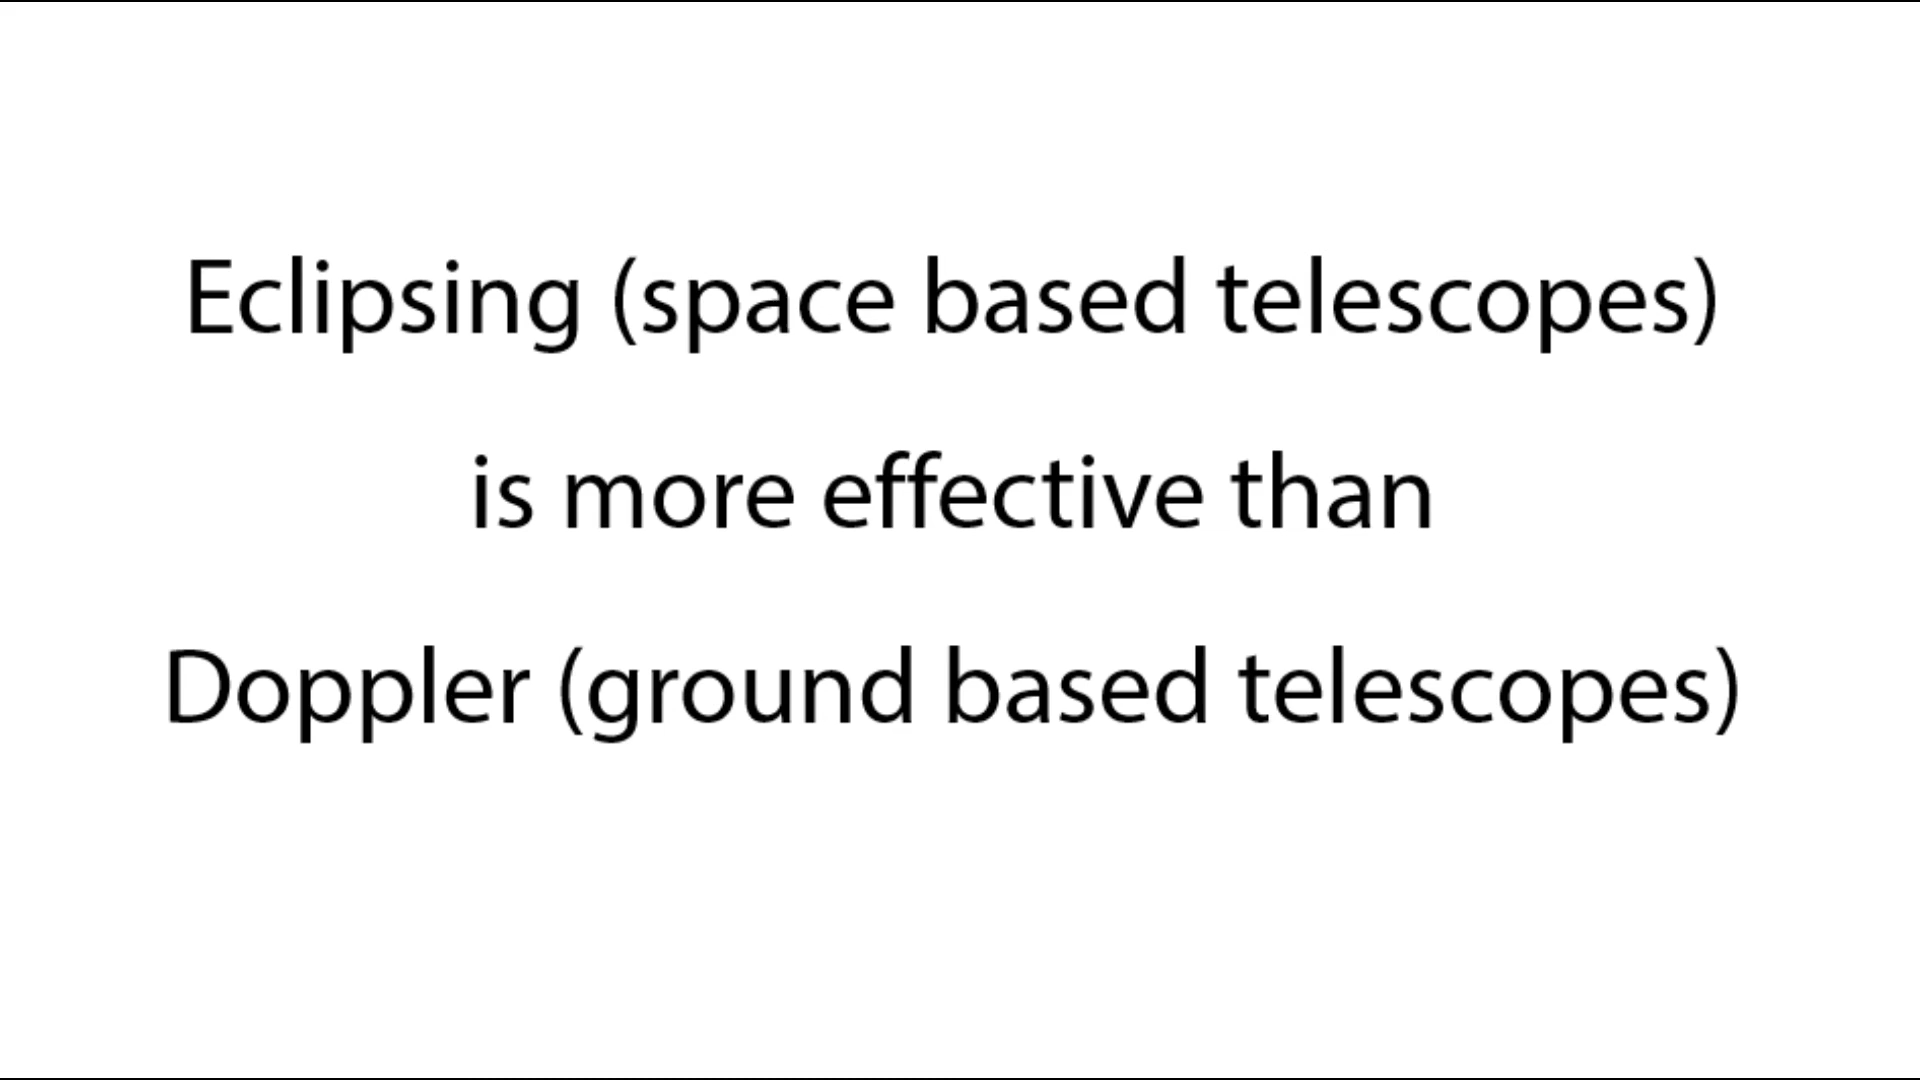 Eclipsing (space based telescopes)
is more effective than
Doppler (ground based telescopes)